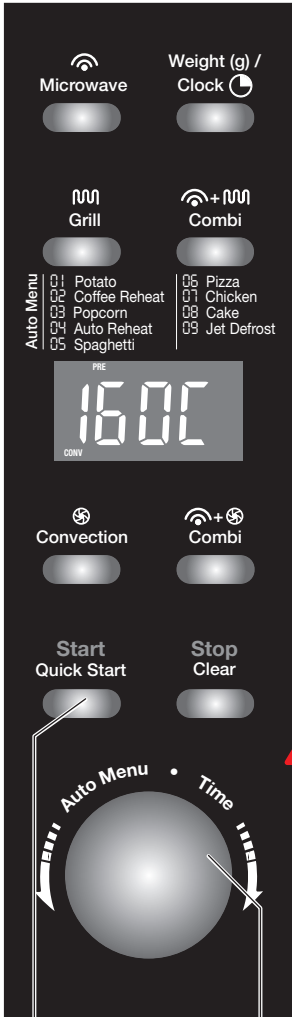 Microwave
Weight (g) /
Clock
Grill
+
Combi
Auto Menu
01 Potato
02 Coffee Reheat
03 Popcorn
04 Auto Reheat
05 Spaghetti
06 Pizza
07 Chicken
08 Cake
09 Jet Defrost
PRE
160C
CONV
Convection
+
Combi
Start
Quick Start
Stop
Clear
Auto Menu • Time